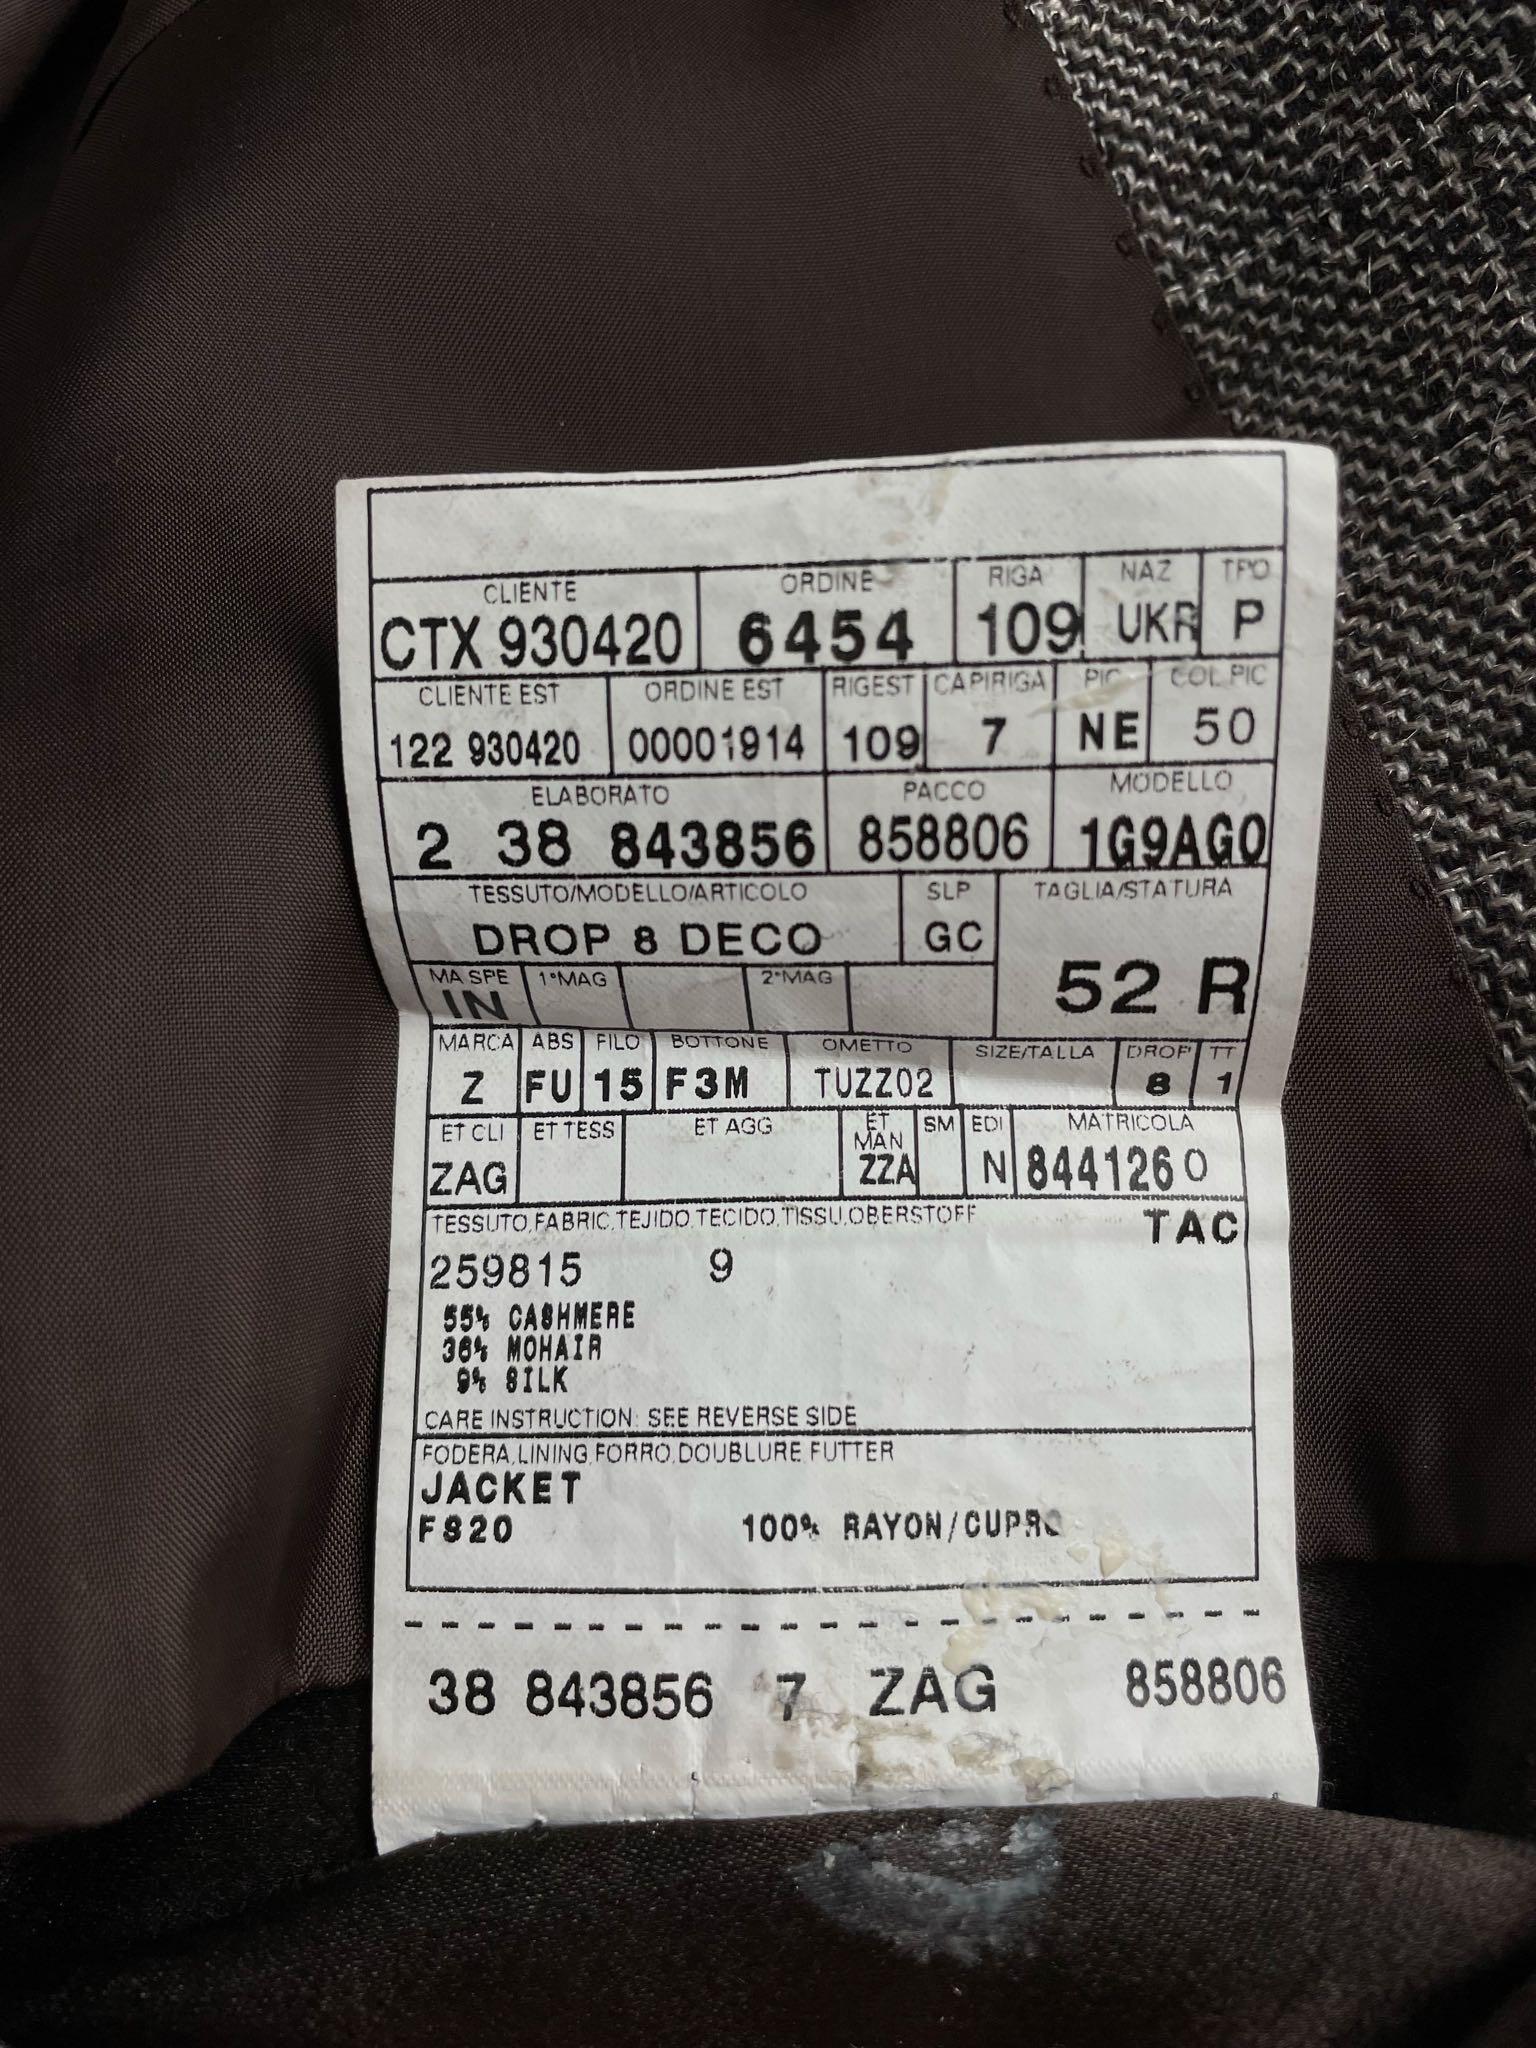 CLIENTE ORDINE RIGA NAZ TPO
CTX 930420 6454 109 UKR P
CLIENTE EST ORDINE EST RIGEST CAPIRIGA PIC COL PIC
122 930420 00001914 109 7 NE 50
ELABORATO PACCO MODELLO
2 38 843856 858806 1G9AG0
TESSUTO/MODELLO/ARTICOLO SLP TAGLIA/STATURA
DROP 8 DECO GC 52 R
MA SPE 1°MAG 2°MAG
IN
MARCA ABS FILO BOTTONE OMETTO SIZE/TALLA DROP TT
Z FU 15 F3M TUZZ02 8 1
ET CLI ET TESS ET AGG ET MAN SM EDI MATRICOLA
ZAG ZZA N 844126 0
TESSUTO,FABRIC,TEJIDO,TECIDO,TISSU,OBERSTOFF TAC
259815 9
55% CASHMERE
36% MOHAIR
9% SILK
CARE INSTRUCTION: SEE REVERSE SIDE
FODERA,LINING,FORRO,DOUBLURE,FUTTER
JACKET
FS20 100% RAYON/CUPRO
38 843856 7 ZAG 858806